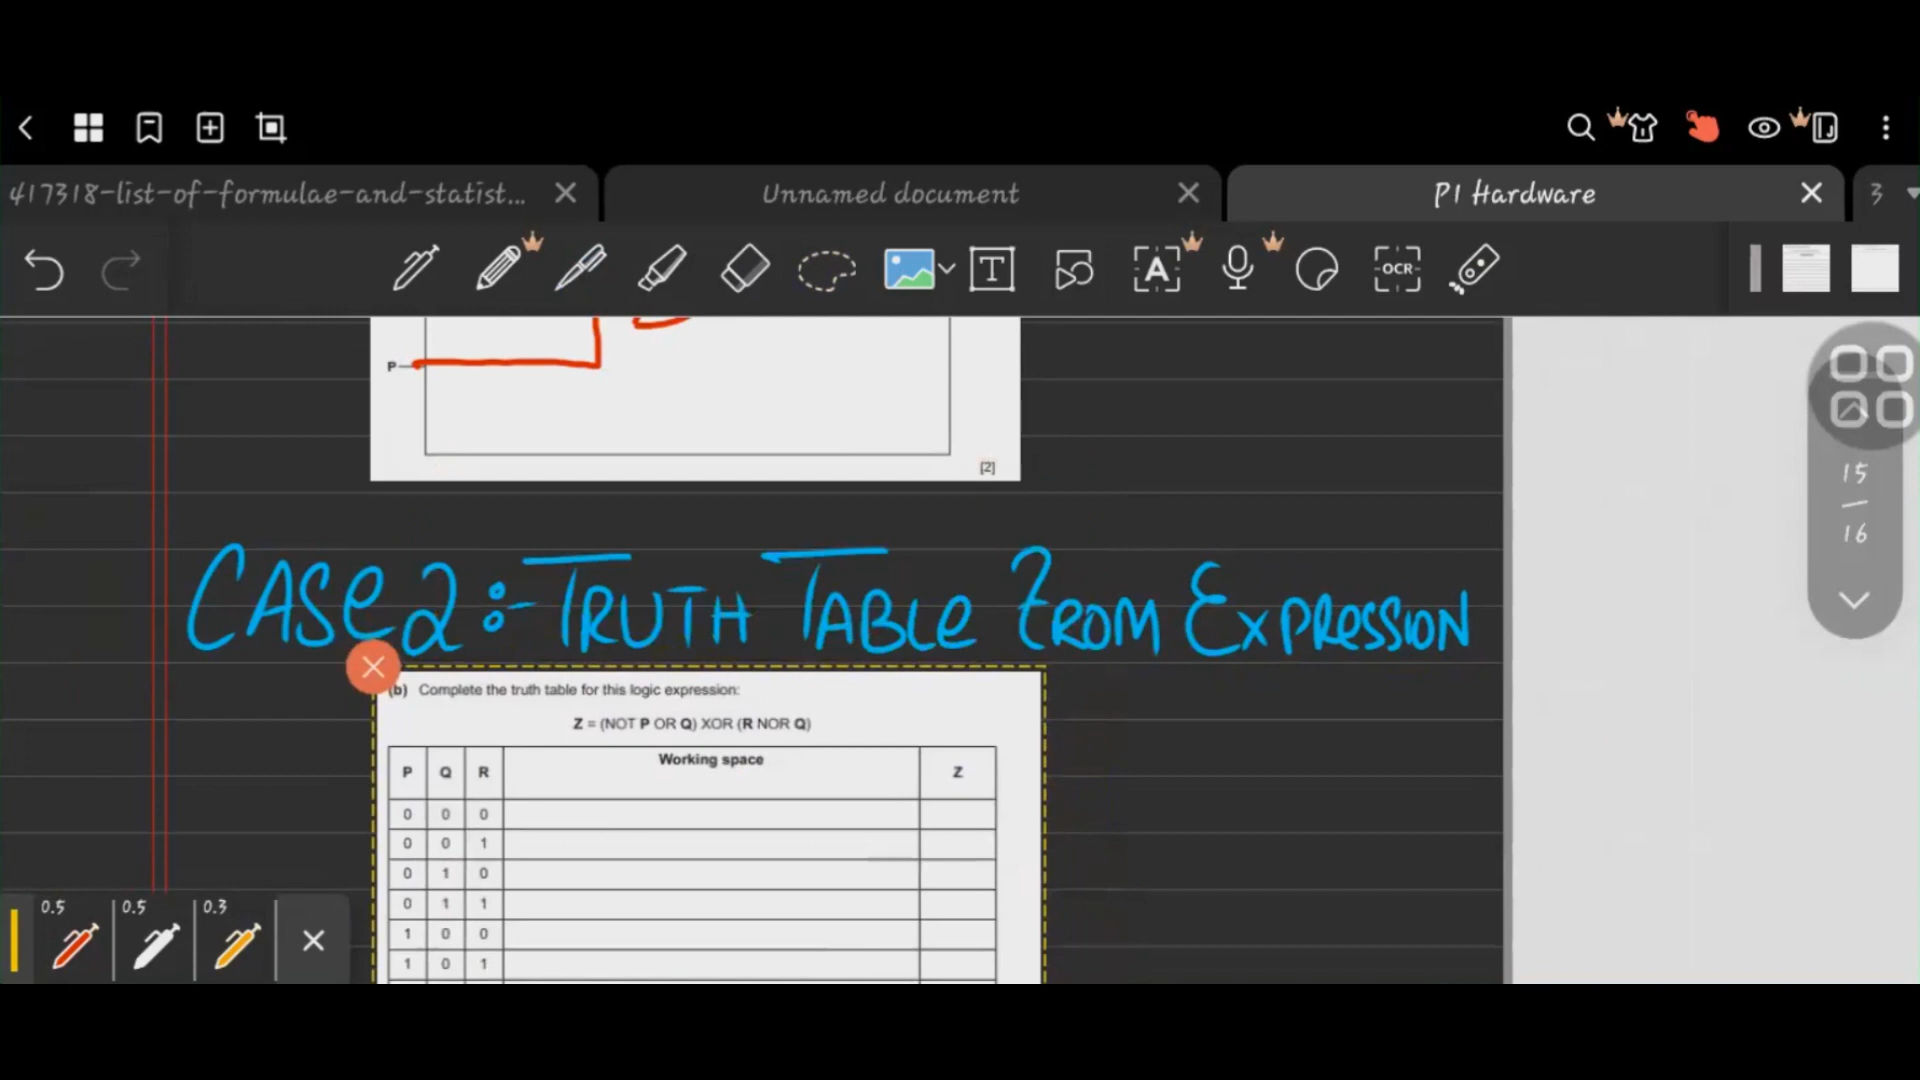 417318-list-of-formulae-and-statist...
Unnamed document
P1 Hardware
3
A
T
OCR
P
[2]
15
16
CASE 2:- TRUTH TABLE FROM EXPRESSION
(b) Complete the truth table for this logic expression:
Z = (NOT P OR Q) XOR (R NOR Q)
P Q R Working space Z
0 0 0
0 0 1
0 1 0
0 1 1
1 0 0
1 0 1
0.5 0.5 0.3